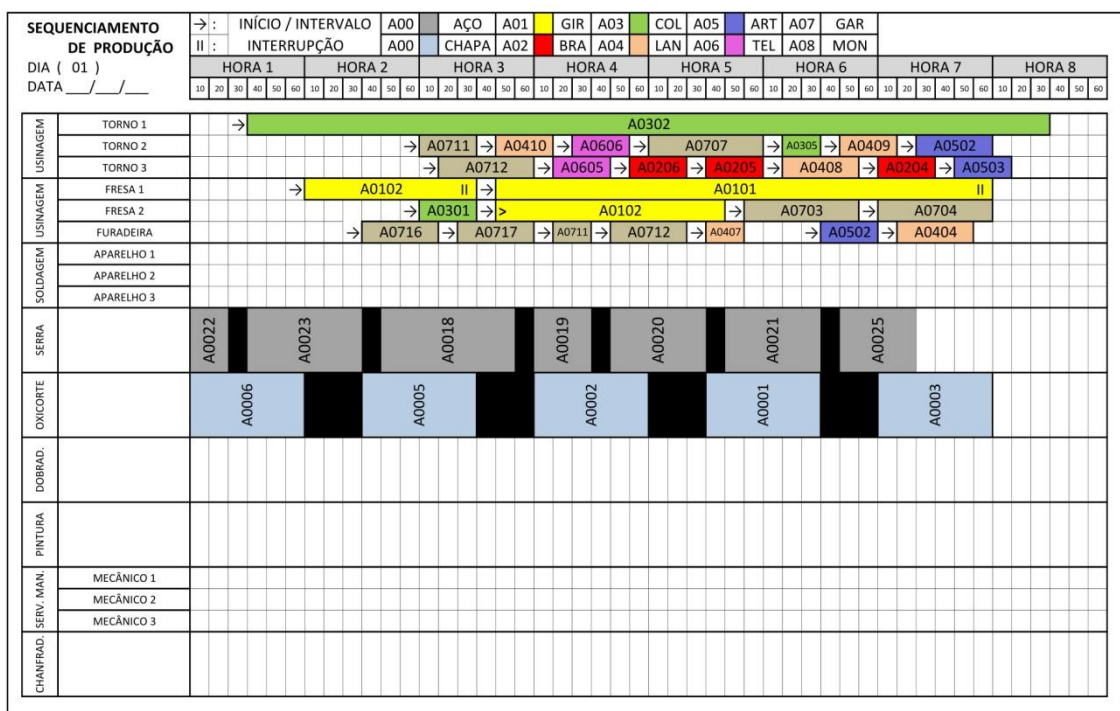 SEQUENCIAMENTO DE PRODUÇÃO
DIA ( 01 )
DATA ___/___/___
→ : INÍCIO / INTERVALO A00 AÇO A01 GIR A03 COL A05 ART A07 GAR
II : INTERRUPÇÃO A00 CHAPA A02 BRA A04 LAN A06 TEL A08 MON
HORA 1 HORA 2 HORA 3 HORA 4 HORA 5 HORA 6 HORA 7 HORA 8
10 20 30 40 50 60 10 20 30 40 50 60 10 20 30 40 50 60 10 20 30 40 50 60 10 20 30 40 50 60 10 20 30 40 50 60 10 20 30 40 50 60 10 20 30 40 50 60
USINAGEM
TORNO 1 → A0302
TORNO 2 → A0711 → A0410 → A0606 → A0707 → A0305 → A0409 → A0502
TORNO 3 → A0712 → A0605 → A0206 → A0205 → A0408 → A0204 → A0503
USINAGEM
FRESA 1 → A0102 II → A0101 II
FRESA 2 → A0301 → > A0102 → A0703 → A0704
FURADEIRA → A0716 → A0717 → A0711 → A0712 → A0407 → A0502 → A0404
SOLDAGEM
APARELHO 1
APARELHO 2
APARELHO 3
SERRA A0022 A0023 A0018 A0019 A0020 A0021 A0025
OXICORTE A0006 A0005 A0002 A0001 A0003
DOBRAD.
PINTURA
SERV. MAN.
MECÂNICO 1
MECÂNICO 2
MECÂNICO 3
CHANFRAD.